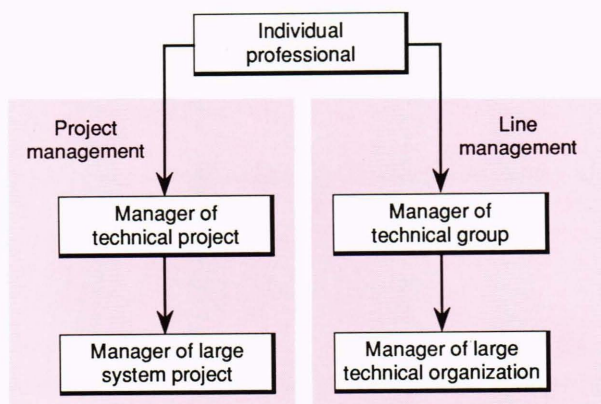 Individual
professional
Project
management
Line
management
Manager of
technical project
Manager of
technical group
Manager of large
system project
Manager of large
technical organization